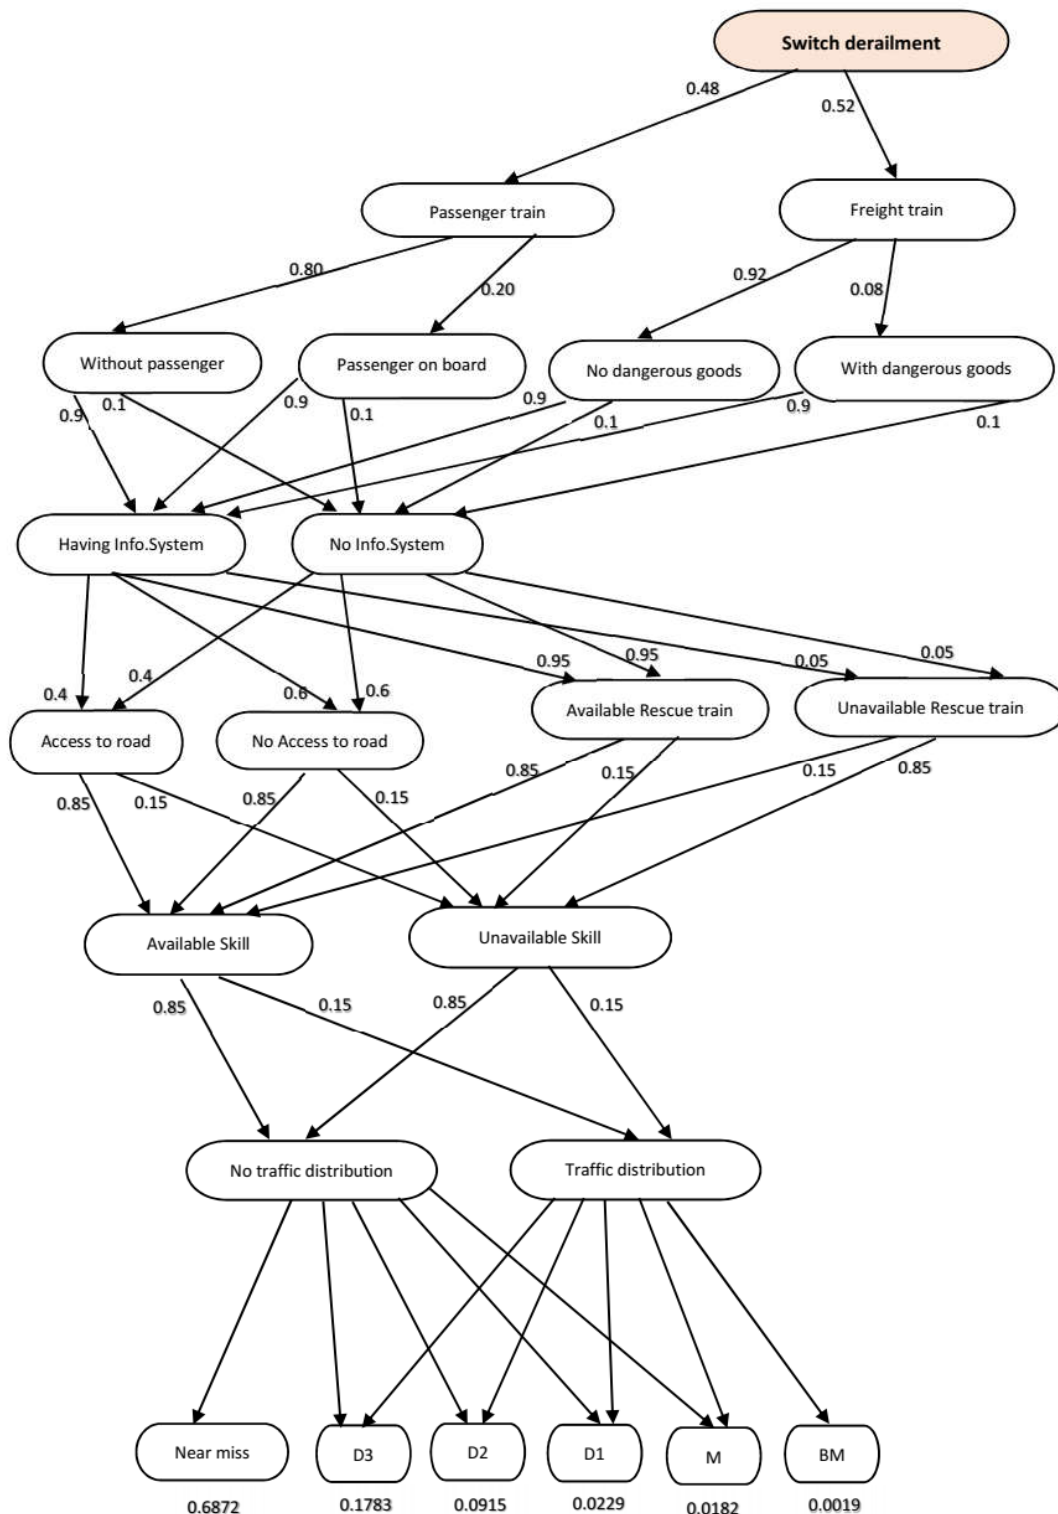 Switch derailment
0.48
0.52
Passenger train
Freight train
0.80
0.20
0.92
0.08
Without passenger
Passenger on board
No dangerous goods
With dangerous goods
0.9
0.1
0.9
0.1
0.9
0.1
0.9
0.1
Having Info.System
No Info.System
0.4
0.4
0.6
0.6
0.95
0.95
0.05
0.05
Access to road
No Access to road
Available Rescue train
Unavailable Rescue train
0.85
0.15
0.85
0.15
0.85
0.15
0.15
0.85
Available Skill
Unavailable Skill
0.85
0.15
0.85
0.15
No traffic distribution
Traffic distribution
Near miss
D3
D2
D1
M
BM
0.6872
0.1783
0.0915
0.0229
0.0182
0.0019